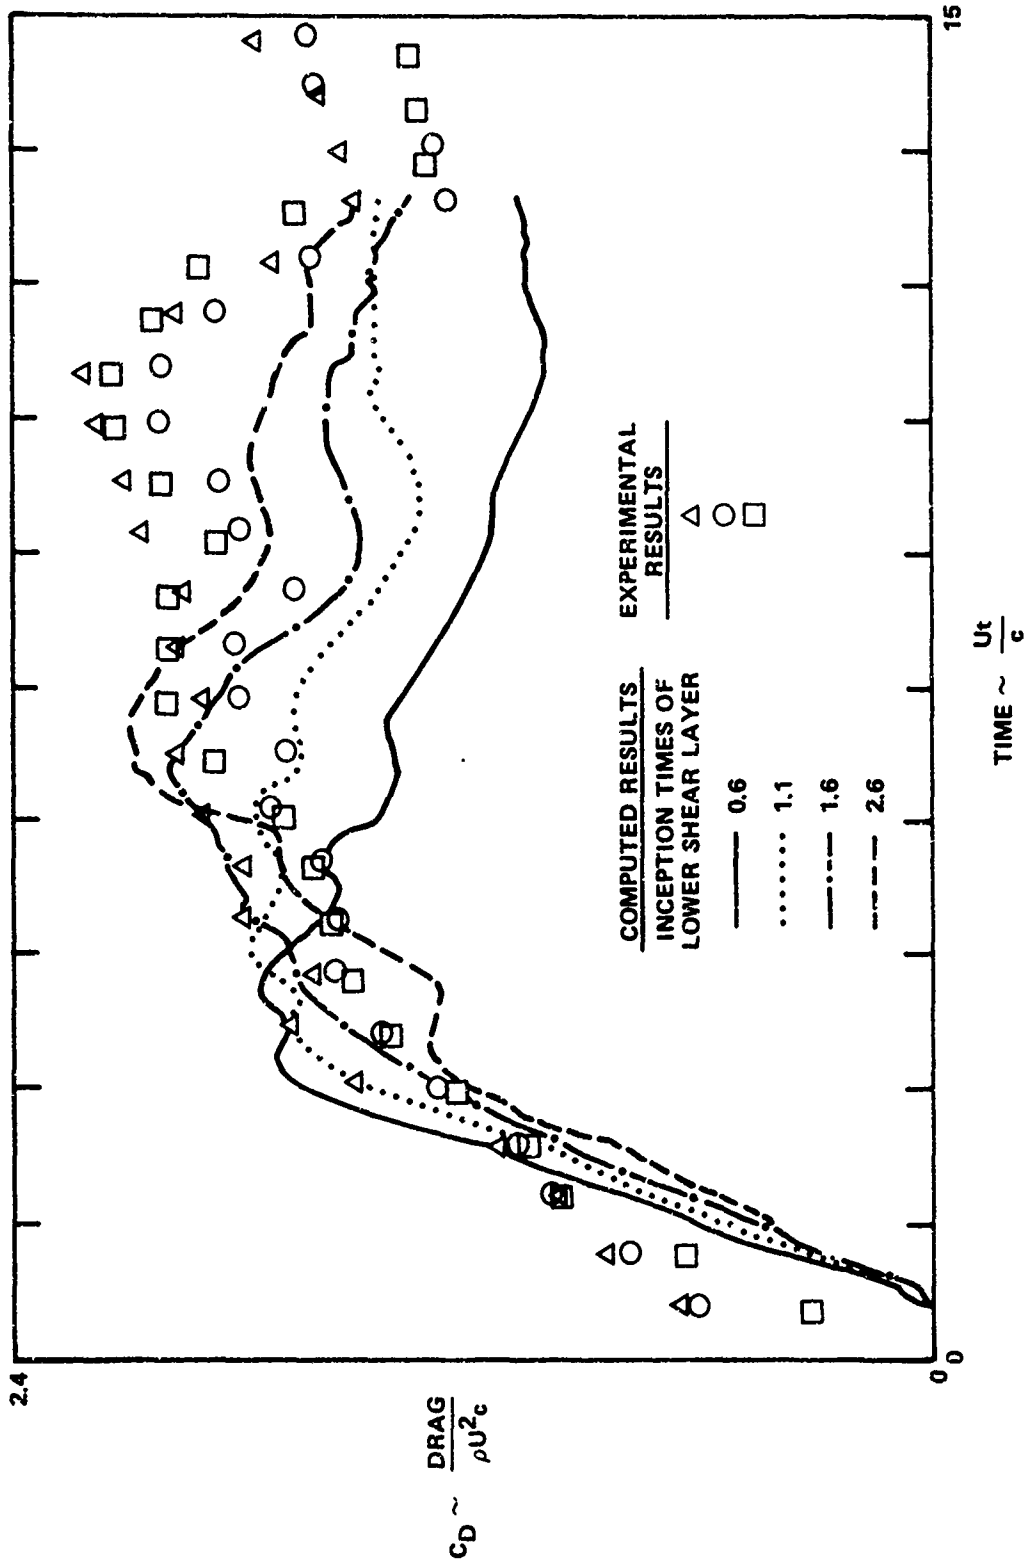 2.4
C_D ~ DRAG / ρU²c
0
0
15
TIME ~ Ut / c
COMPUTED RESULTS
INCEPTION TIMES OF
LOWER SHEAR LAYER
0.6
1.1
1.6
2.6
EXPERIMENTAL
RESULTS